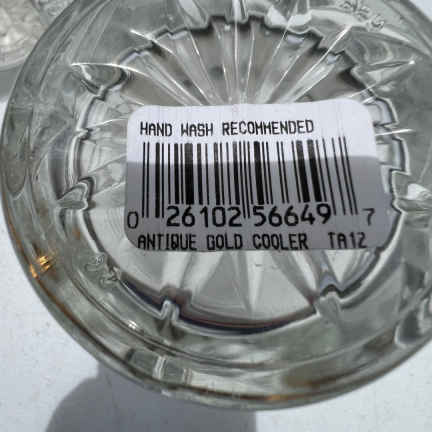 HAND WASH RECOMMENDED
0 26102 56649 7
ANTIQUE GOLD COOLER TA12